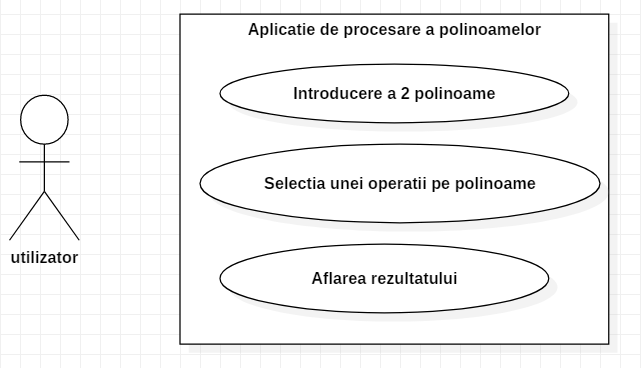 Aplicatie de procesare a polinoamelor
Introducere a 2 polinoame
Selectia unei operatii pe polinoame
Aflarea rezultatului
utilizator